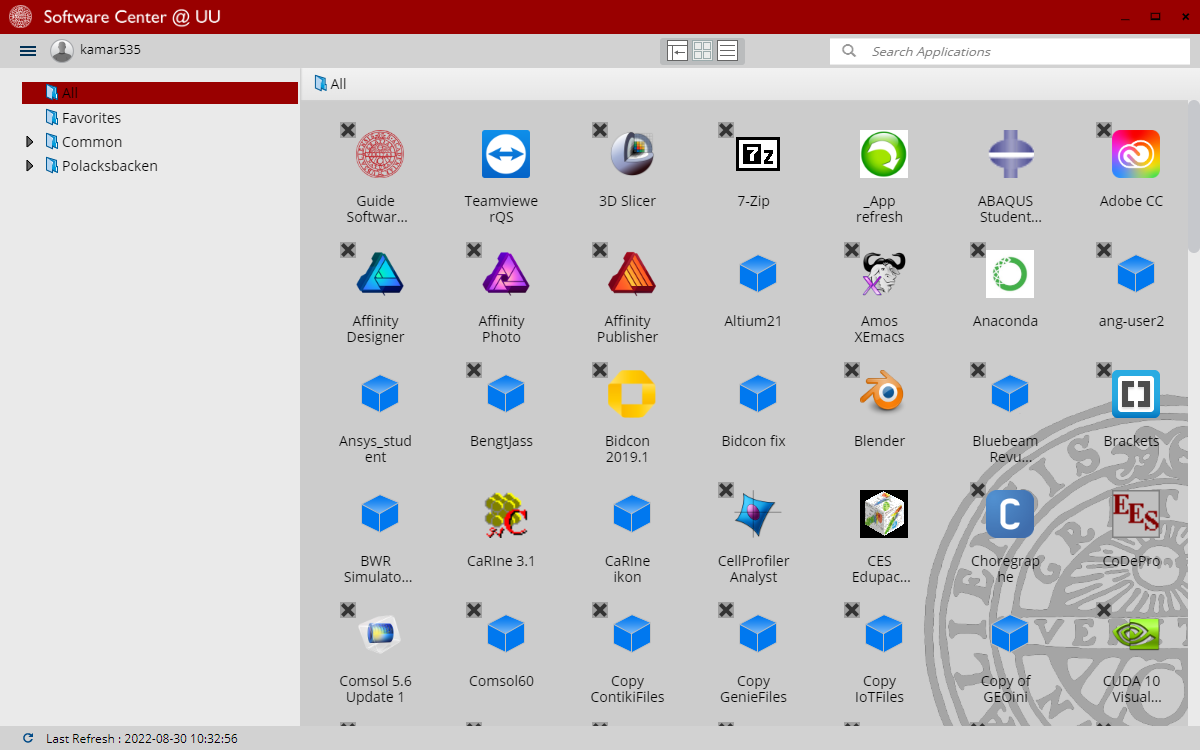 Software Center @ UU
kamar535
Search Applications
All
Favorites
Common
Polacksbacken
All
Guide
Softwar...
Teamviewe
rQS
3D Slicer
7-Zip
_App
refresh
ABAQUS
Student...
Adobe CC
Affinity
Designer
Affinity
Photo
Affinity
Publisher
Altium21
Amos
XEmacs
Anaconda
ang-user2
Ansys_stud
ent
BengtJass
Bidcon
2019.1
Bidcon fix
Blender
Bluebeam
Revu...
Brackets
BWR
Simulato...
CaRIne 3.1
CaRIne
ikon
CellProfiler
Analyst
CES
Edupac...
Choregrap
he
EES
CoDePro
Comsol 5.6
Update 1
Comsol60
Copy
ContikiFiles
Copy
GenieFiles
Copy
IoTFiles
Copy of
GEOini
CUDA 10
Visual...
Last Refresh : 2022-08-30 10:32:56